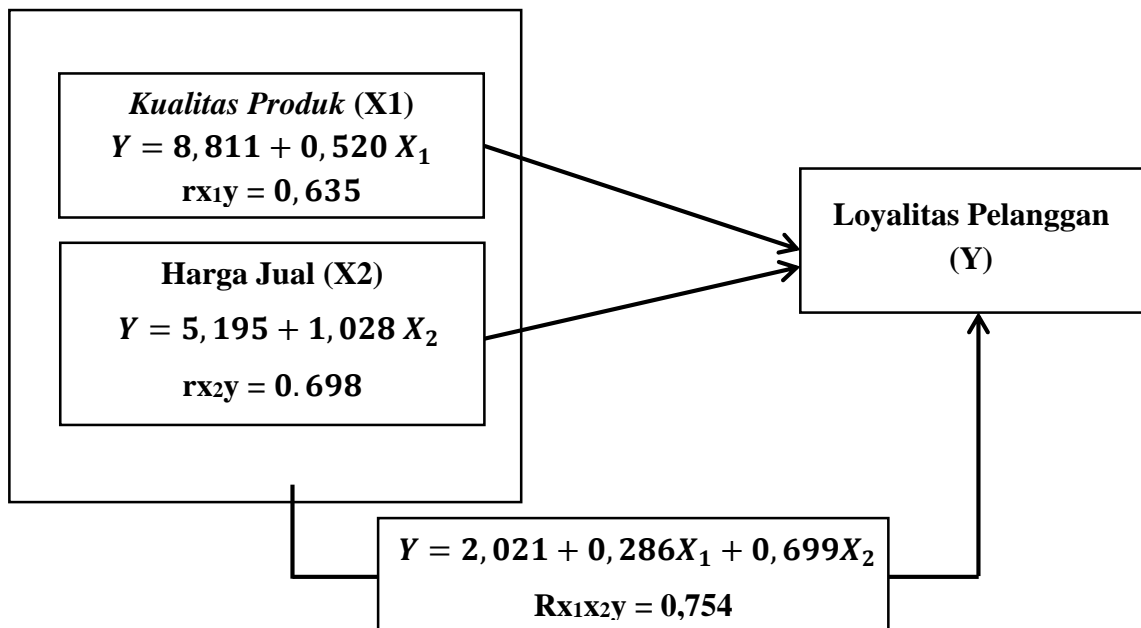 Kualitas Produk (X1)
Y = 8,811 + 0,520 X₁
rx₁y = 0,635
Harga Jual (X2)
Y = 5,195 + 1,028 X₂
rx₂y = 0.698
Loyalitas Pelanggan
(Y)
Y = 2,021 + 0,286X₁ + 0,699X₂
Rx₁x₂y = 0,754